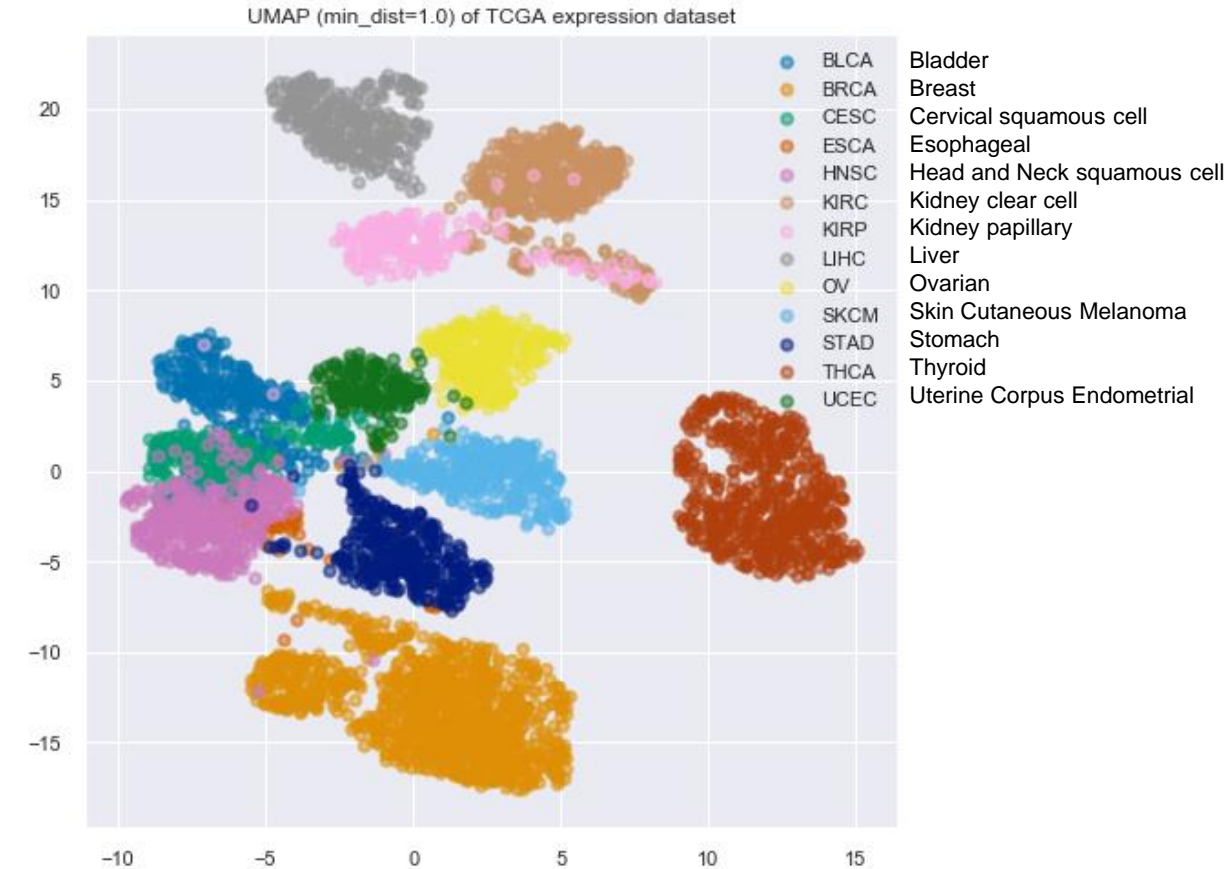 UMAP (min_dist=1.0) of TCGA expression dataset
BLCA Bladder
BRCA Breast
CESC Cervical squamous cell
ESCA Esophageal
HNSC Head and Neck squamous cell
KIRC Kidney clear cell
KIRP Kidney papillary
LIHC Liver
OV Ovarian
SKCM Skin Cutaneous Melanoma
STAD Stomach
THCA Thyroid
UCEC Uterine Corpus Endometrial
20
15
10
5
0
−5
−10
−15
−10 −5 0 5 10 15